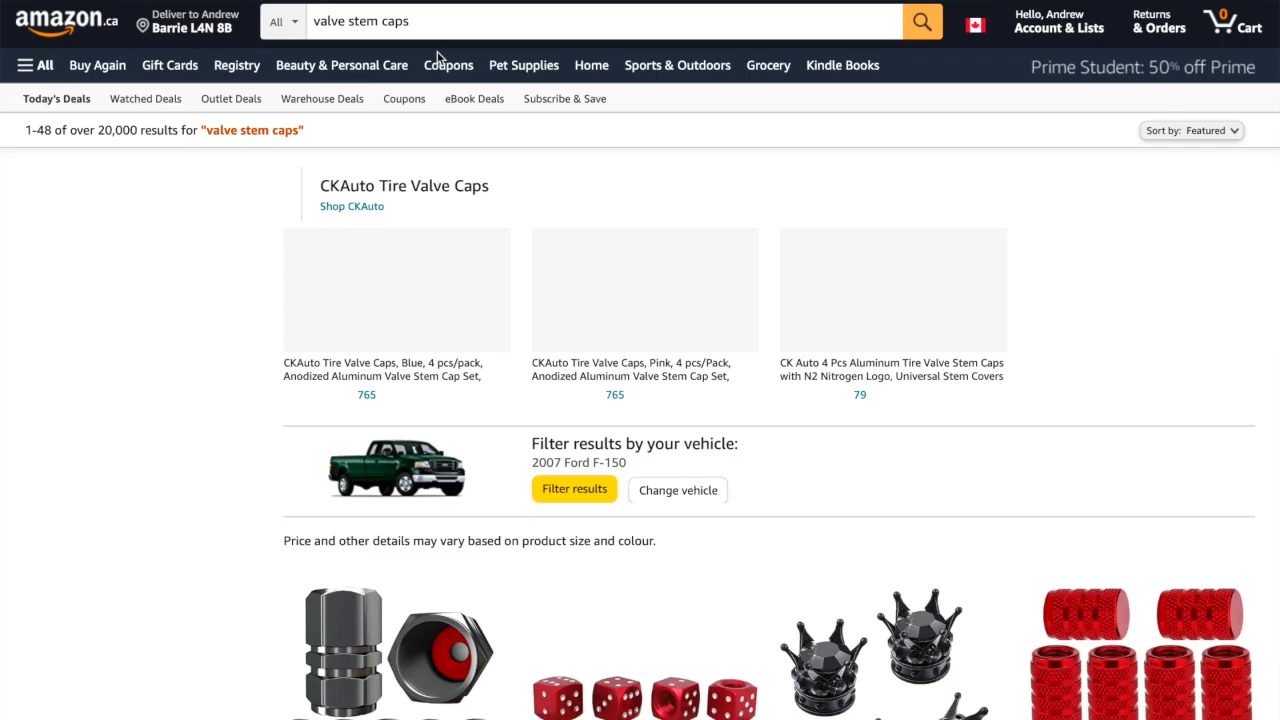 amazon.ca
Deliver to Andrew
Barrie L4N 8B
All
valve stem caps
Hello, Andrew
Account & Lists
Returns
& Orders
0
Cart
All
Buy Again
Gift Cards
Registry
Beauty & Personal Care
Coupons
Pet Supplies
Home
Sports & Outdoors
Grocery
Kindle Books
Prime Student: 50% off Prime
Today's Deals
Watched Deals
Outlet Deals
Warehouse Deals
Coupons
eBook Deals
Subscribe & Save
1-48 of over 20,000 results for "valve stem caps"
Sort by: Featured
CKAuto Tire Valve Caps
Shop CKAuto
CKAuto Tire Valve Caps, Blue, 4 pcs/pack,
Anodized Aluminum Valve Stem Cap Set,
765
CKAuto Tire Valve Caps, Pink, 4 pcs/Pack,
Anodized Aluminum Valve Stem Cap Set,
765
CK Auto 4 Pcs Aluminum Tire Valve Stem Caps
with N2 Nitrogen Logo, Universal Stem Covers
79
Filter results by your vehicle:
2007 Ford F-150
Filter results
Change vehicle
Price and other details may vary based on product size and colour.